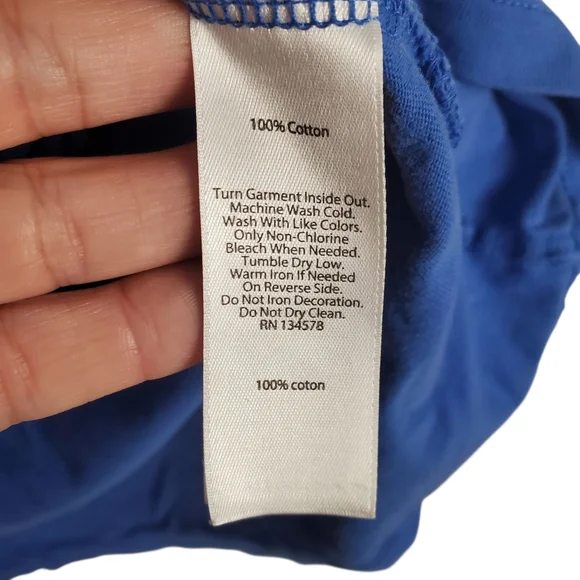 100% Cotton
Turn Garment Inside Out.
Machine Wash Cold.
Wash With Like Colors.
Only Non-Chlorine
Bleach When Needed.
Tumble Dry Low.
Warm Iron If Needed
On Reverse Side.
Do Not Iron Decoration.
Do Not Dry Clean.
RN 134578
100% coton